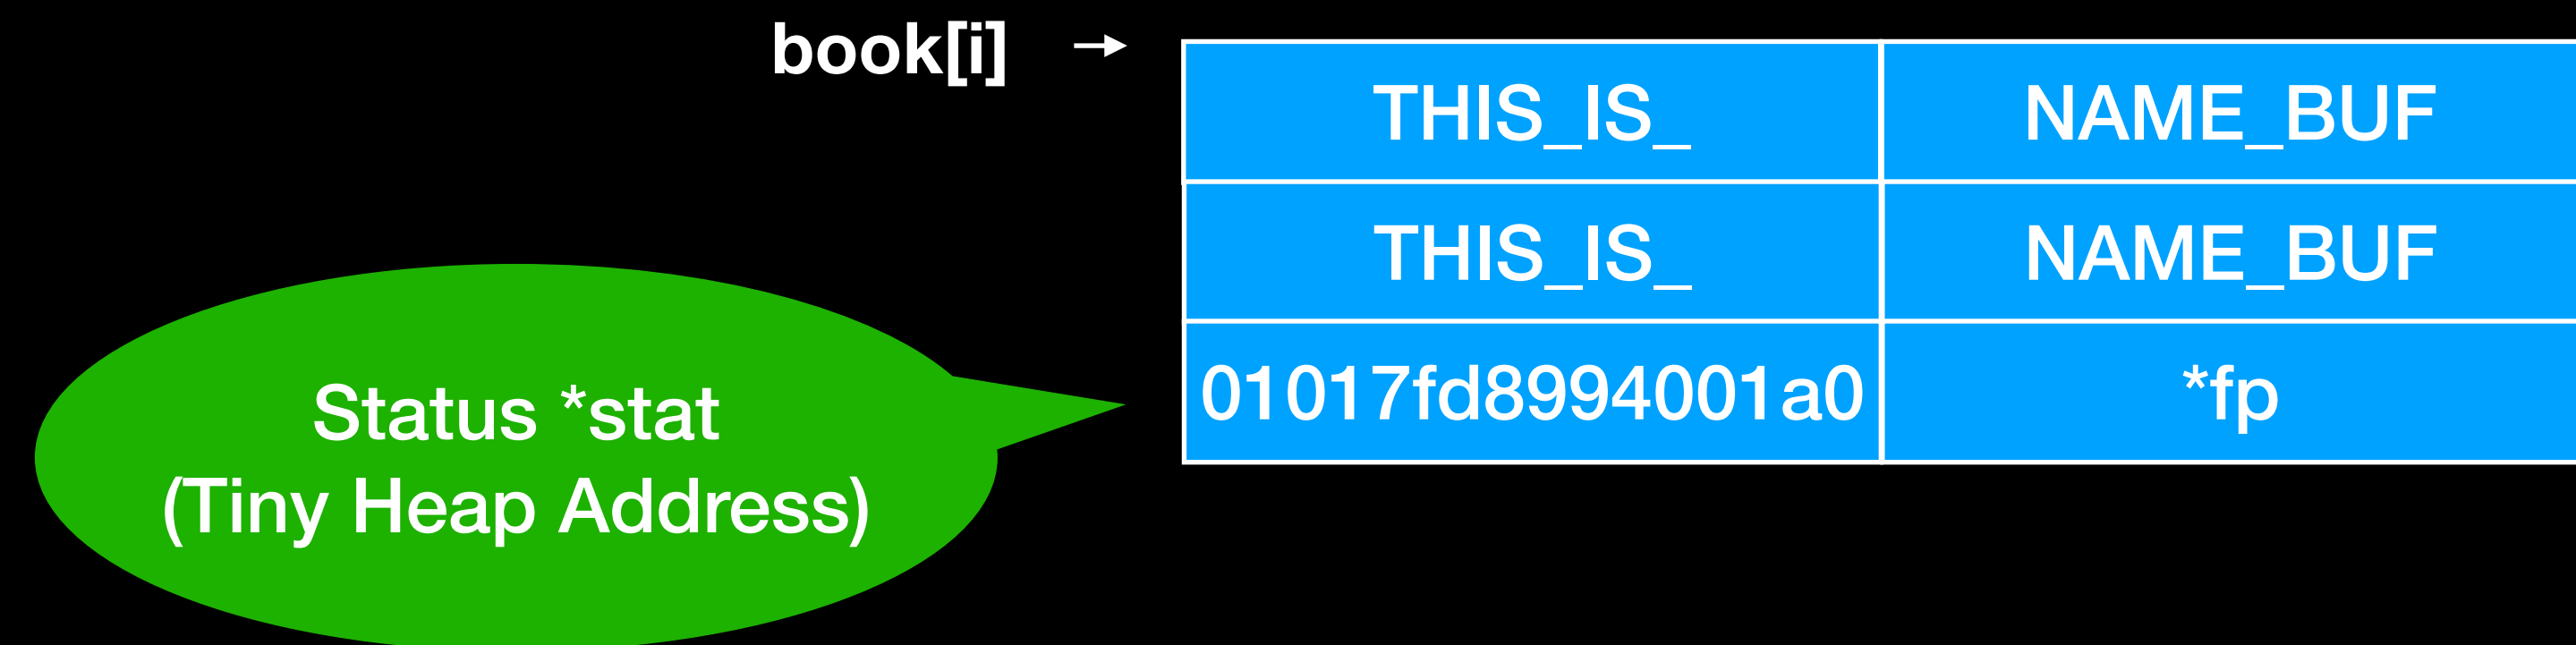 book[i] →
THIS_IS_ NAME_BUF
THIS_IS_ NAME_BUF
01017fd8994001a0 *fp
Status *stat
(Tiny Heap Address)